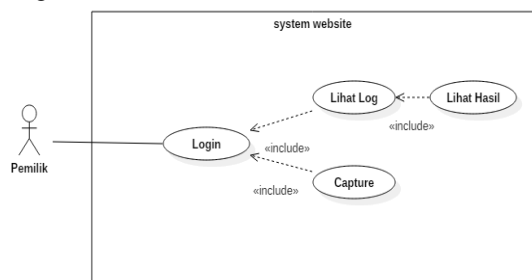 system website
Lihat Log
Lihat Hasil
«include»
Login
«include»
Pemilik
Capture
«include»